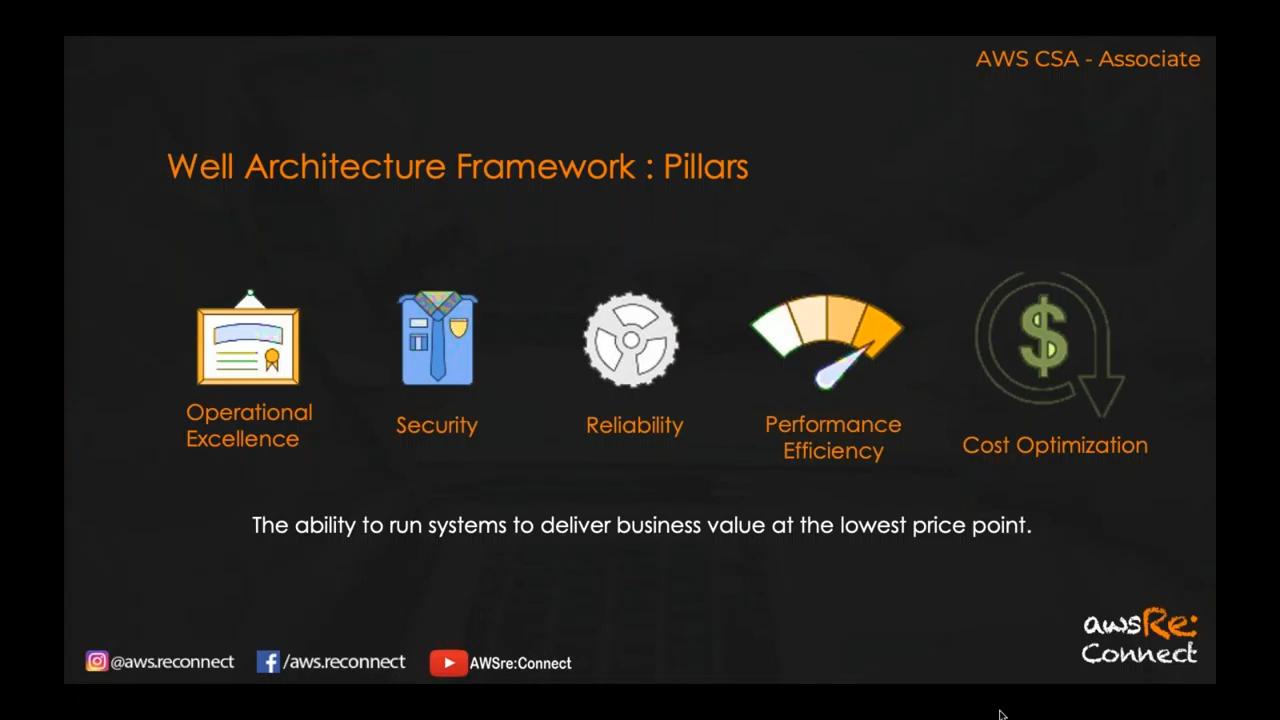 AWS CSA - Associate
Well Architecture Framework : Pillars
Operational
Excellence
Security
Reliability
Performance
Efficiency
Cost Optimization
The ability to run systems to deliver business value at the lowest price point.
@aws.reconnect
/aws.reconnect
AWSre:Connect
awsRe:
Connect